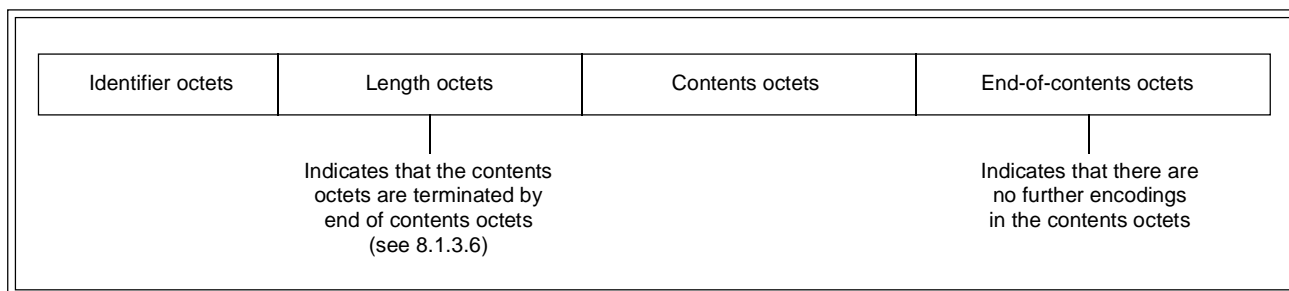 Identifier octets
Length octets
Contents octets
End-of-contents octets
Indicates that the contents
octets are terminated by
end of contents octets
(see 8.1.3.6)
Indicates that there are
no further encodings
in the contents octets